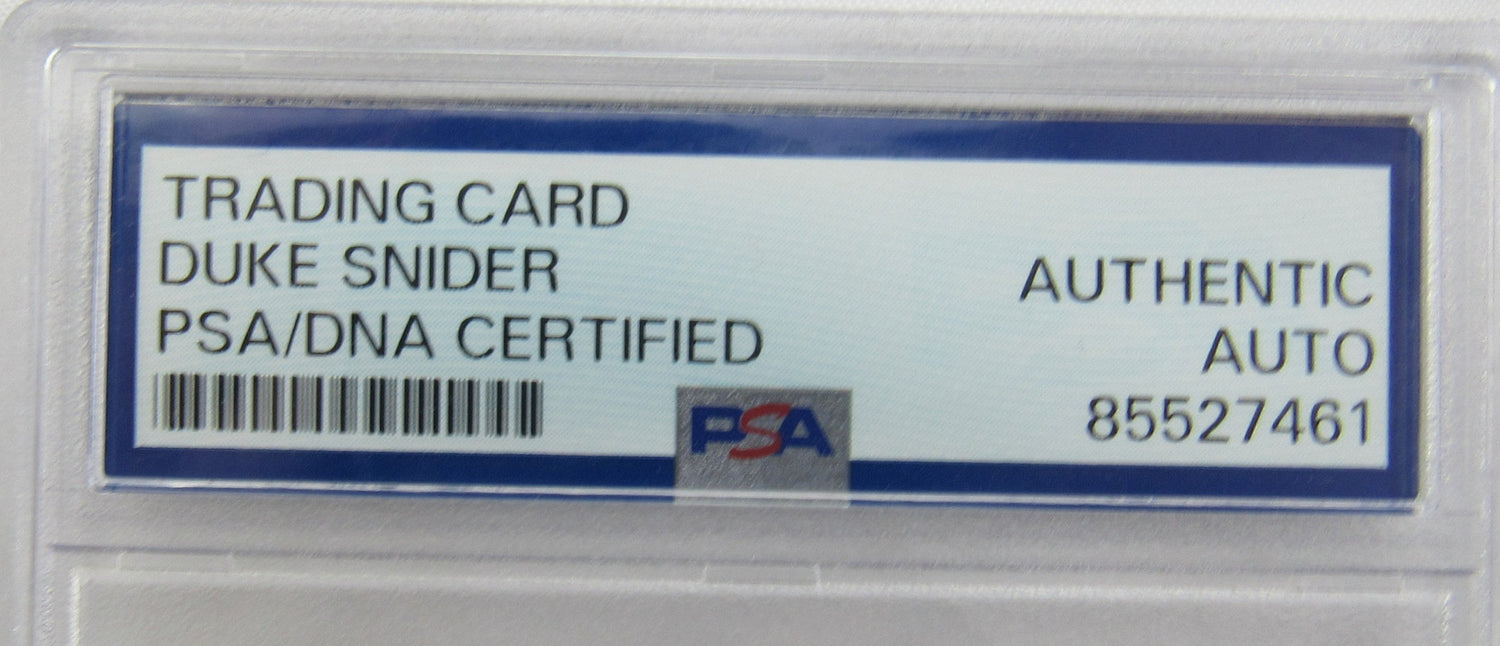 TRADING CARD
DUKE SNIDER
PSA/DNA CERTIFIED
AUTHENTIC
AUTO
85527461
PSA